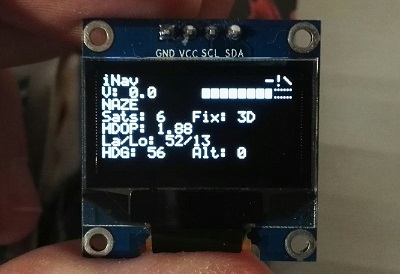 GND VCC SCL SDA
iNav -!\
V: 0.0
NAZE
Sats: 6 Fix: 3D
HDOP: 1.88
La/Lo: 52/13
HDG: 56 Alt: 0